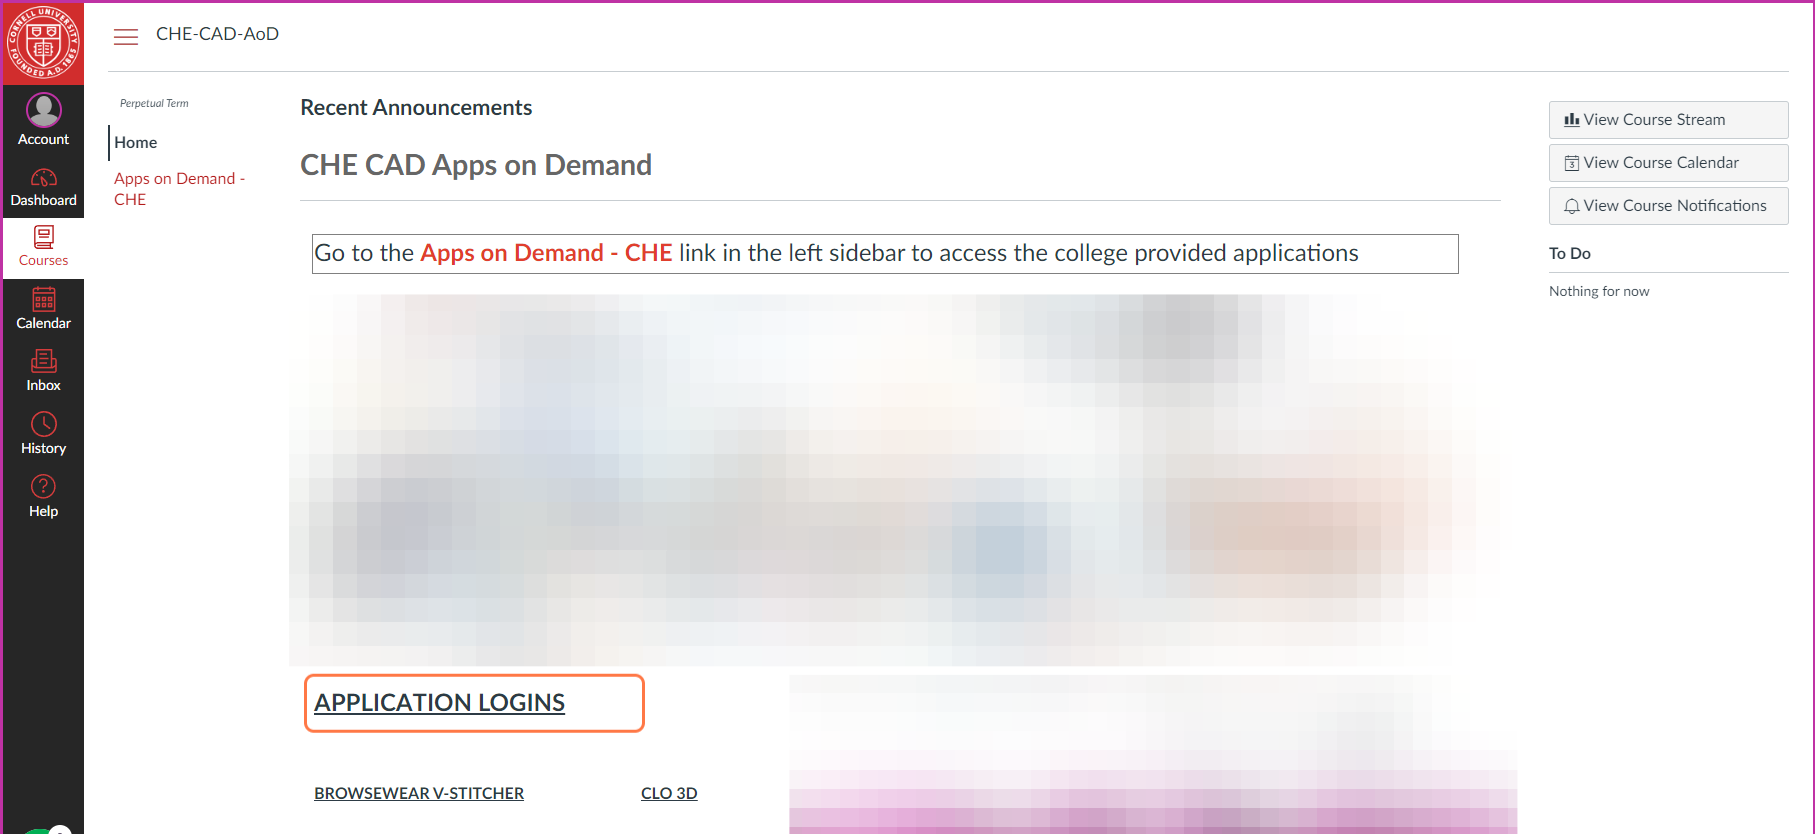 CORNELL UNIVERSITY
FOUNDED A.D. 1865
CHE-CAD-AoD
Account
Dashboard
Courses
Calendar
Inbox
History
Help
Perpetual Term
Home
Apps on Demand -
CHE
Recent Announcements
CHE CAD Apps on Demand
Go to the Apps on Demand - CHE link in the left sidebar to access the college provided applications
APPLICATION LOGINS
BROWSEWEAR V-STITCHER
CLO 3D
View Course Stream
3
View Course Calendar
View Course Notifications
To Do
Nothing for now